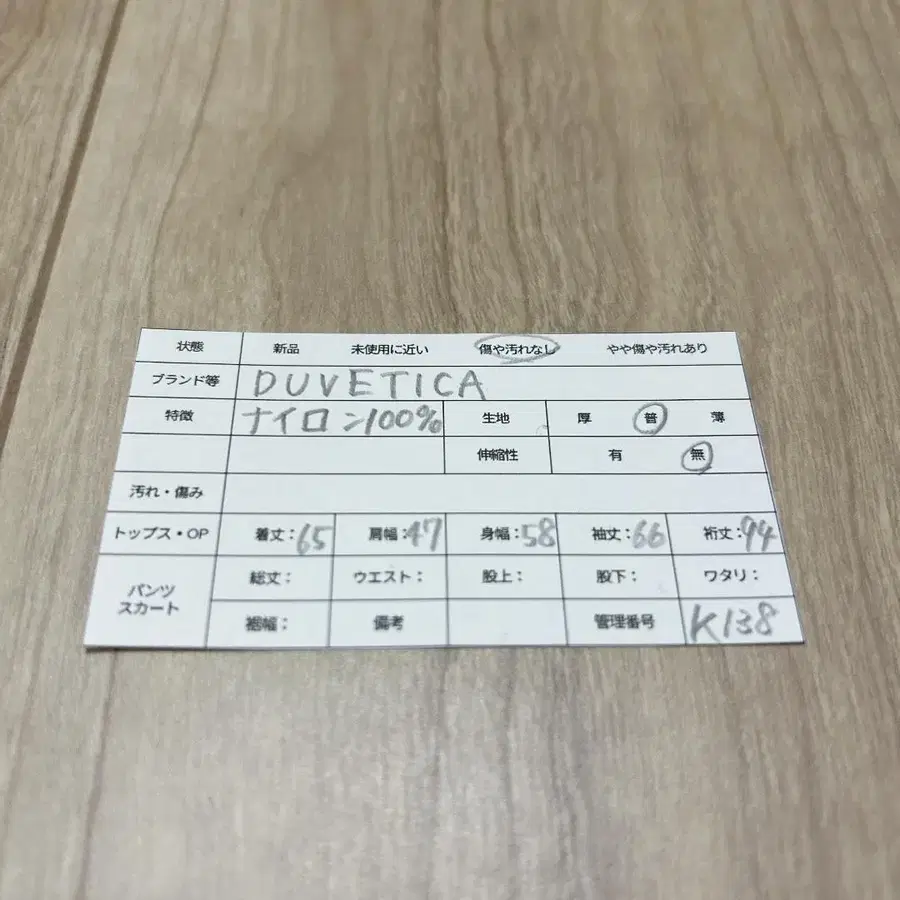 状態 新品 未使用に近い 傷や汚れなし やや傷や汚れあり
ブランド等 DUVETICA
特徴 ナイロン100% 生地 厚 普 薄
伸縮性 有 無
汚れ・傷み
トップス・OP 着丈:65 肩幅:47 身幅:58 袖丈:66 裄丈:94
パンツ スカート 総丈: ウエスト: 股上: 股下: ワタリ:
裾幅: 備考 管理番号 K138